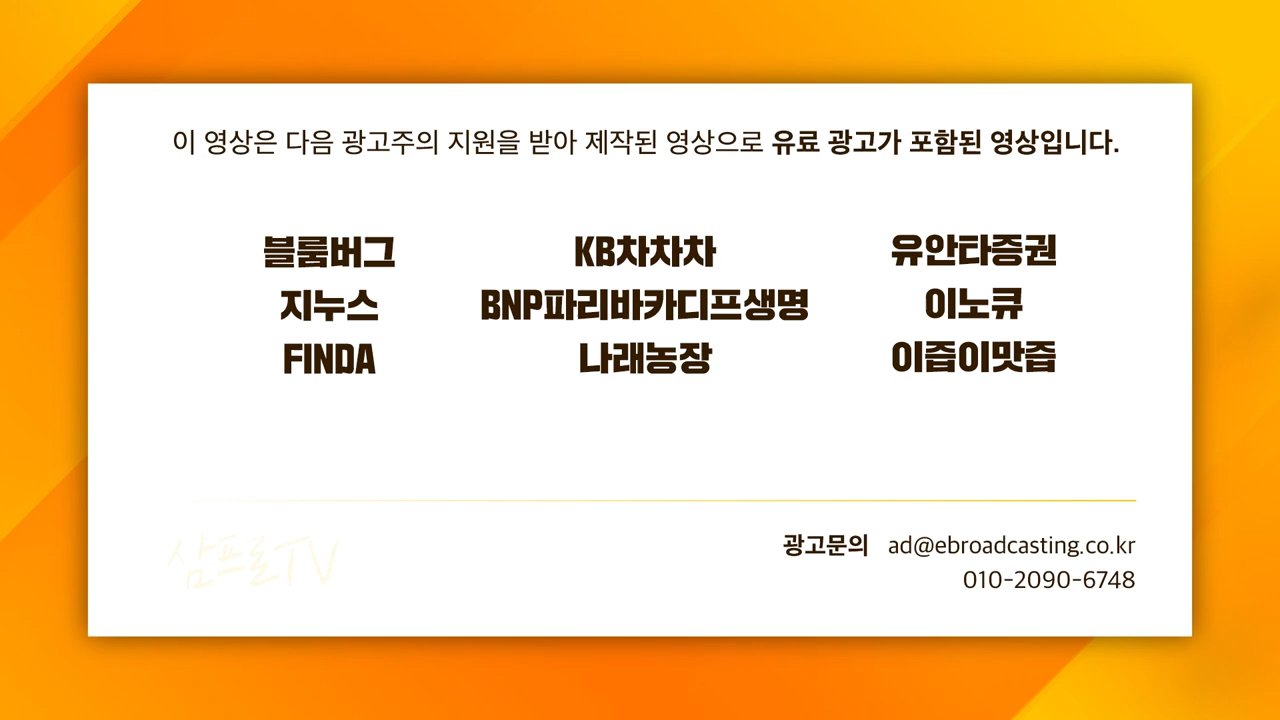 이 영상은 다음 광고주의 지원을 받아 제작된 영상으로 유료 광고가 포함된 영상입니다.
블룸버그 KB차차차 유안타증권
지누스 BNP파리바카디프생명 이노큐
FINDA 나래농장 이즙이맛즙
삼프로TV
광고문의 ad@ebroadcasting.co.kr
010-2090-6748